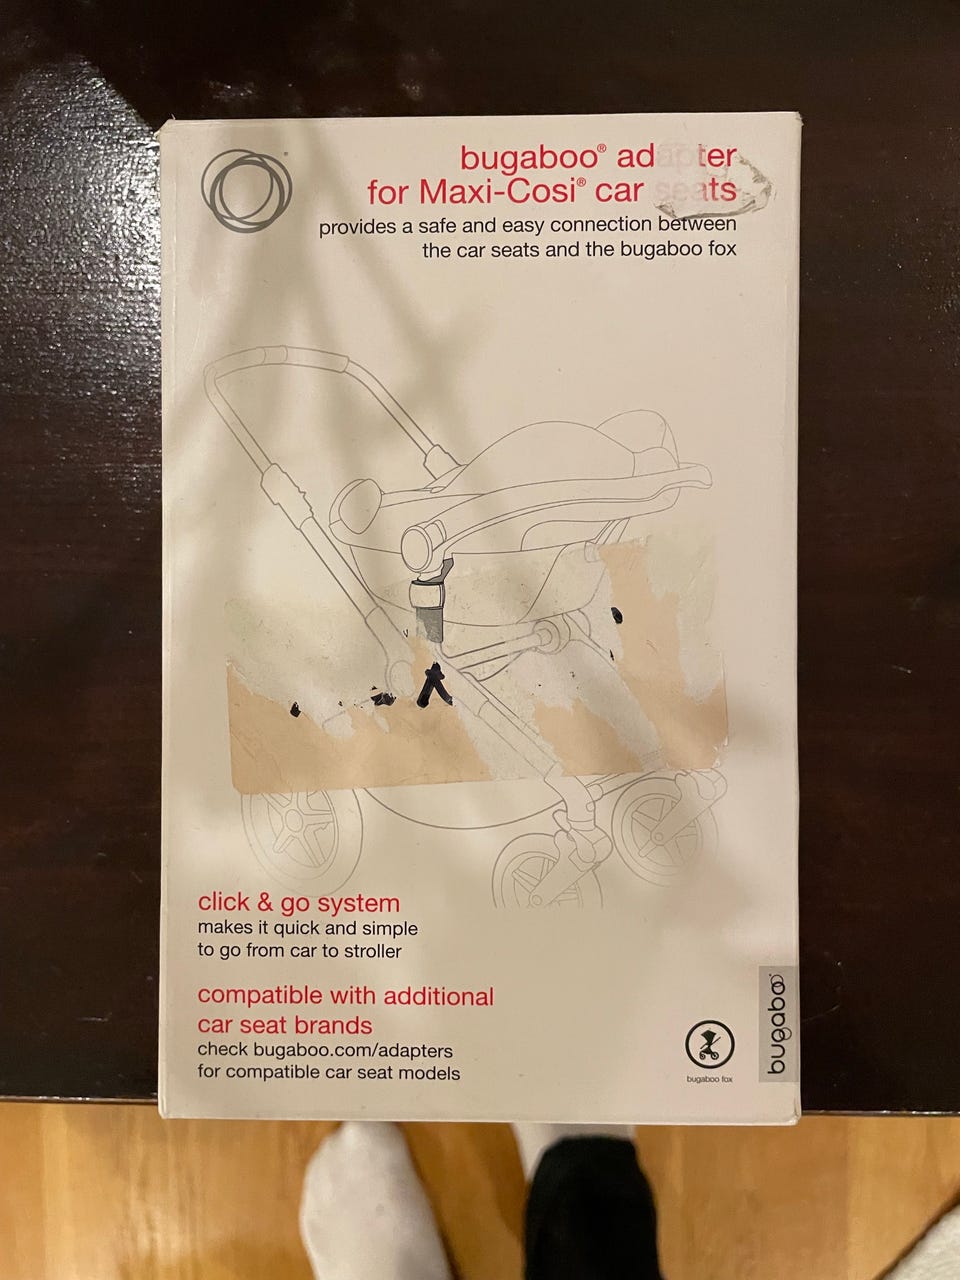 bugaboo® adapter
for Maxi-Cosi® car seats
provides a safe and easy connection between
the car seats and the bugaboo fox
click & go system
makes it quick and simple
to go from car to stroller
compatible with additional
car seat brands
check bugaboo.com/adapters
for compatible car seat models
bugaboo fox
bugaboo